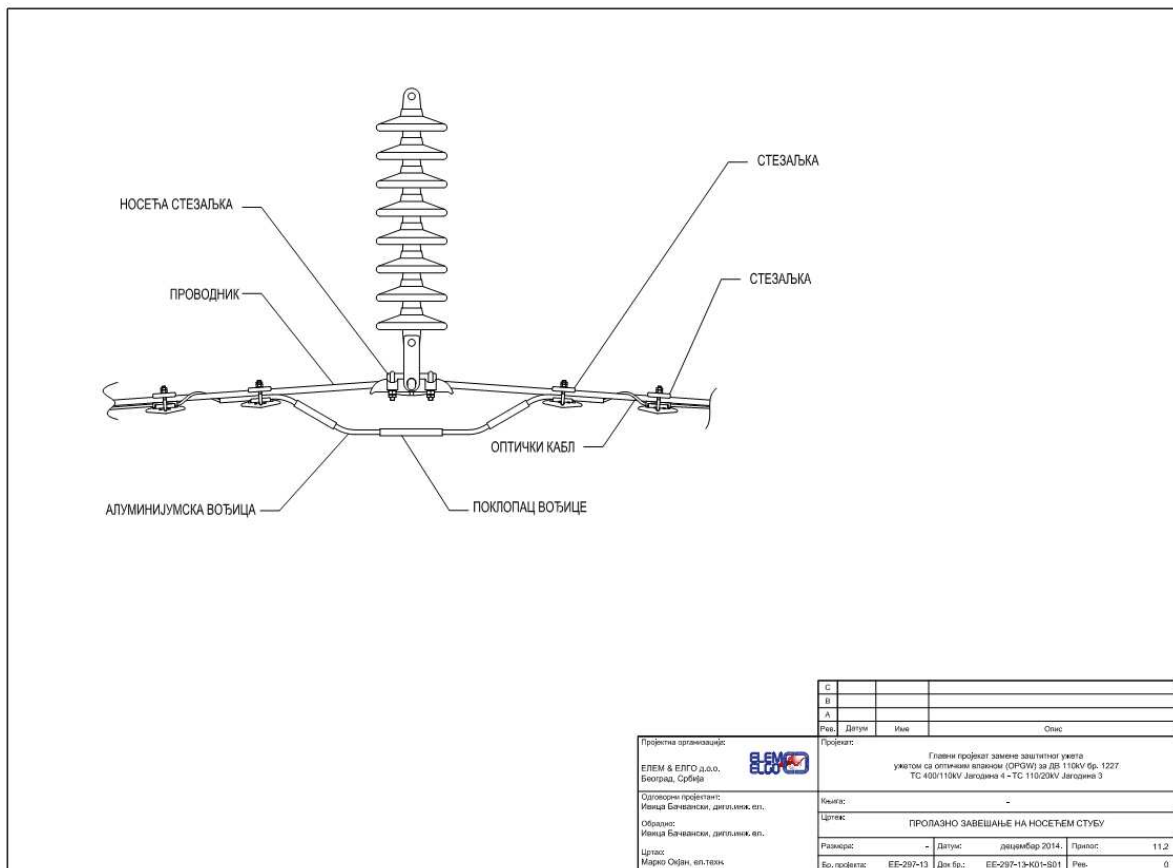 СТЕЗАЉКА
НОСЕЋА СТЕЗАЉКА
СТЕЗАЉКА
ПРОВОДНИК
ОПТИЧКИ КАБЛ
АЛУМИНИЈУМСКА ВОЂИЦА
ПОКЛОПАЦ ВОЂИЦЕ
C
B
A
Рев. Датум Име Опис
Пројектна организација:
ЕЛЕМ & ЕЛГО д.о.о.
Београд, Србија
ELEM
ELGO
Пројекат:
Главни пројекат замене заштитног ужета
ужетом са оптичким влакном (OPGW) за ДВ 110kV бр. 1227
ТС 400/110kV Јагодина 4 – ТС 110/20kV Јагодина 3
Одговорни пројектант:
Ивица Бачвански, дипл.инж. ел.
Обрадио:
Ивица Бачвански, дипл.инж. ел.
Цртао:
Марко Окјан, ел.техн.
Књига: -
Цртеж:
ПРОЛАЗНО ЗАВЕШАЊЕ НА НОСЕЋЕМ СТУБУ
Размера: - Датум: децембар 2014. Прилог: 11.2
Бр. пројекта: EE-297-13 Док бр.: EE-297-13-K01-S01 Рев. 0